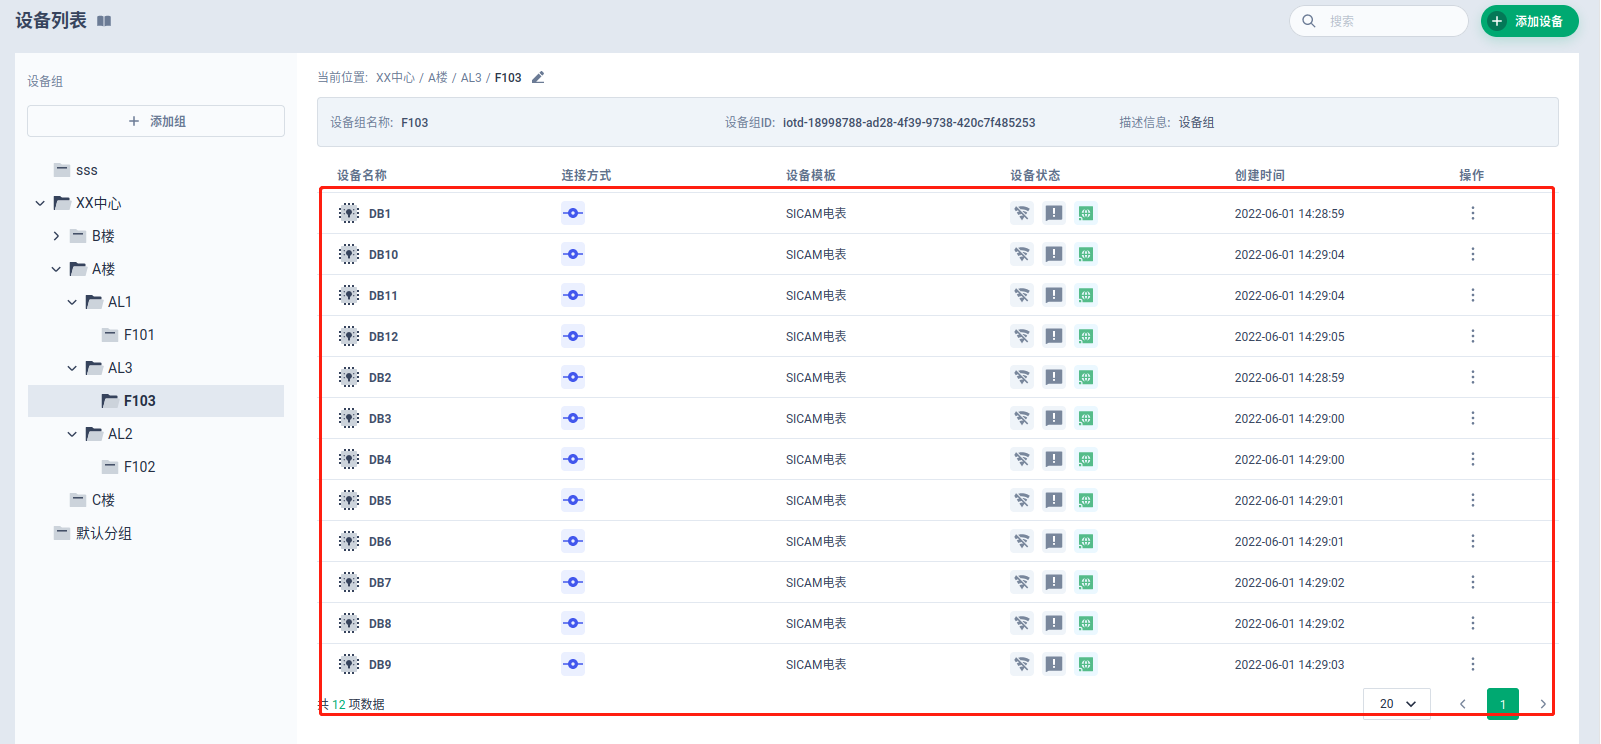 设备列表
搜索
添加设备
设备组
添加组
sss
XX中心
B楼
A楼
AL1
F101
AL3
F103
AL2
F102
C楼
默认分组
当前位置: XX中心 / A楼 / AL3 / F103
设备组名称: F103 设备组ID: iotd-18998788-ad28-4f39-9738-420c7f485253 描述信息: 设备组
设备名称 连接方式 设备模板 设备状态 创建时间 操作
DB1 SICAM电表 2022-06-01 14:28:59
DB10 SICAM电表 2022-06-01 14:29:04
DB11 SICAM电表 2022-06-01 14:29:04
DB12 SICAM电表 2022-06-01 14:29:05
DB2 SICAM电表 2022-06-01 14:28:59
DB3 SICAM电表 2022-06-01 14:29:00
DB4 SICAM电表 2022-06-01 14:29:00
DB5 SICAM电表 2022-06-01 14:29:01
DB6 SICAM电表 2022-06-01 14:29:01
DB7 SICAM电表 2022-06-01 14:29:02
DB8 SICAM电表 2022-06-01 14:29:02
DB9 SICAM电表 2022-06-01 14:29:03
共 12 项数据 20 1